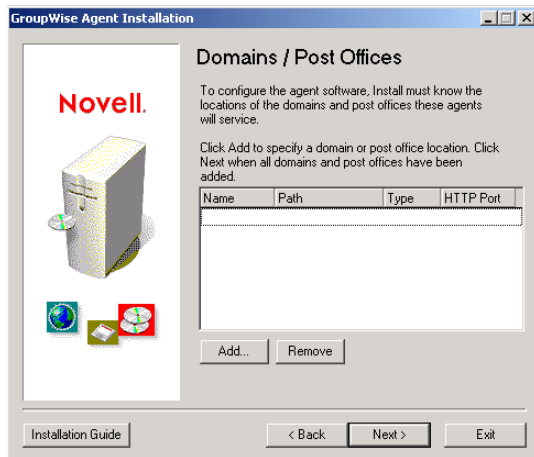 GroupWise Agent Installation
Novell.
Domains / Post Offices
To configure the agent software, Install must know the
locations of the domains and post offices these agents
will service.
Click Add to specify a domain or post office location. Click
Next when all domains and post offices have been
added.
Name Path Type HTTP Port
Add... Remove
Installation Guide < Back Next > Exit